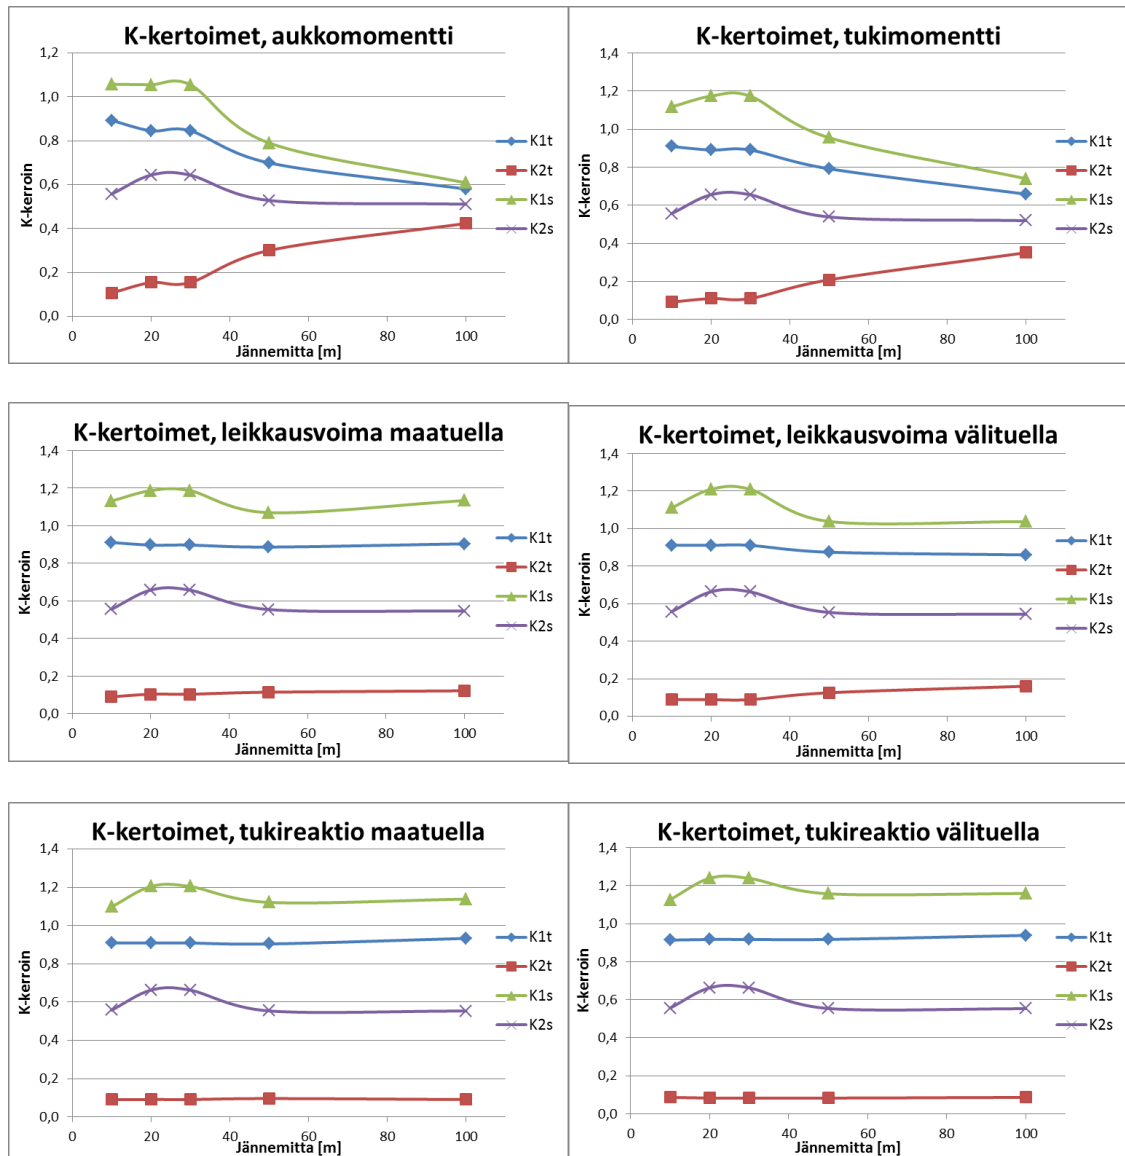 K-kertoimet, aukkomomentti
1,2
1,0
0,8
0,6
0,4
0,2
0,0
K-kerroin
0 20 40 60 80 100
Jännemitta [m]
K1t
K2t
K1s
K2s
K-kertoimet, tukimomentti
1,4
1,2
1,0
0,8
0,6
0,4
0,2
0,0
K-kerroin
0 20 40 60 80 100
Jännemitta [m]
K1t
K2t
K1s
K2s
K-kertoimet, leikkausvoima maatuella
1,4
1,2
1,0
0,8
0,6
0,4
0,2
0,0
K-kerroin
0 20 40 60 80 100
Jännemitta [m]
K1t
K2t
K1s
K2s
K-kertoimet, leikkausvoima välituella
1,4
1,2
1,0
0,8
0,6
0,4
0,2
0,0
K-kerroin
0 20 40 60 80 100
Jännemitta [m]
K1t
K2t
K1s
K2s
K-kertoimet, tukireaktio maatuella
1,4
1,2
1,0
0,8
0,6
0,4
0,2
0,0
K-kerroin
0 20 40 60 80 100
Jännemitta [m]
K1t
K2t
K1s
K2s
K-kertoimet, tukireaktio välituella
1,4
1,2
1,0
0,8
0,6
0,4
0,2
0,0
K-kerroin
0 20 40 60 80 100
Jännemitta [m]
K1t
K2t
K1s
K2s